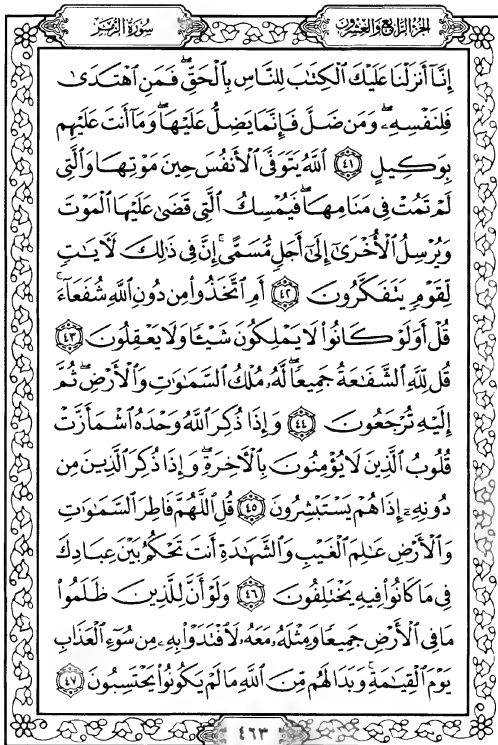 الجزء الرابع والعشرون
سورة الزمر
إِنَّآ أَنزَلْنَا عَلَيْكَ ٱلْكِتَٰبَ لِلنَّاسِ بِٱلْحَقِّۖ فَمَنِ ٱهْتَدَىٰ
فَلِنَفْسِهِۦۖ وَمَن ضَلَّ فَإِنَّمَا يَضِلُّ عَلَيْهَاۖ وَمَآ أَنتَ عَلَيْهِم
بِوَكِيلٍ ٤١ ٱللَّهُ يَتَوَفَّى ٱلْأَنفُسَ حِينَ مَوْتِهَا وَٱلَّتِى
لَمْ تَمُتْ فِى مَنَامِهَاۖ فَيُمْسِكُ ٱلَّتِى قَضَىٰ عَلَيْهَا ٱلْمَوْتَ
وَيُرْسِلُ ٱلْأُخْرَىٰٓ إِلَىٰٓ أَجَلٍ مُّسَمًّىۚ إِنَّ فِى ذَٰلِكَ لَءَايَٰتٍ
لِّقَوْمٍ يَتَفَكَّرُونَ ٤٢ أَمِ ٱتَّخَذُوا۟ مِن دُونِ ٱللَّهِ شُفَعَآءَۚ
قُلْ أَوَلَوْ كَانُوا۟ لَا يَمْلِكُونَ شَيْـًٔا وَلَا يَعْقِلُونَ ٤٣
قُل لِّلَّهِ ٱلشَّفَٰعَةُ جَمِيعًاۖ لَّهُۥ مُلْكُ ٱلسَّمَٰوَٰتِ وَٱلْأَرْضِۖ ثُمَّ
إِلَيْهِ تُرْجَعُونَ ٤٤ وَإِذَا ذُكِرَ ٱللَّهُ وَحْدَهُ ٱشْمَأَزَّتْ
قُلُوبُ ٱلَّذِينَ لَا يُؤْمِنُونَ بِٱلْأَخِرَةِۖ وَإِذَا ذُكِرَ ٱلَّذِينَ مِن
دُونِهِۦٓ إِذَا هُمْ يَسْتَبْشِرُونَ ٤٥ قُلِ ٱللَّهُمَّ فَاطِرَ ٱلسَّمَٰوَٰتِ
وَٱلْأَرْضِ عَٰلِمَ ٱلْغَيْبِ وَٱلشَّهَٰدَةِ أَنتَ تَحْكُمُ بَيْنَ عِبَادِكَ
فِى مَا كَانُوا۟ فِيهِ يَخْتَلِفُونَ ٤٦ وَلَوْ أَنَّ لِلَّذِينَ ظَلَمُوا۟
مَا فِى ٱلْأَرْضِ جَمِيعًا وَمِثْلَهُۥ مَعَهُۥ لَٱفْتَدَوْا۟ بِهِۦ مِن سُوٓءِ ٱلْعَذَابِ
يَوْمَ ٱلْقِيَٰمَةِۚ وَبَدَا لَهُم مِّنَ ٱللَّهِ مَا لَمْ يَكُونُوا۟ يَحْتَسِبُونَ ٤٧
٤٦٣